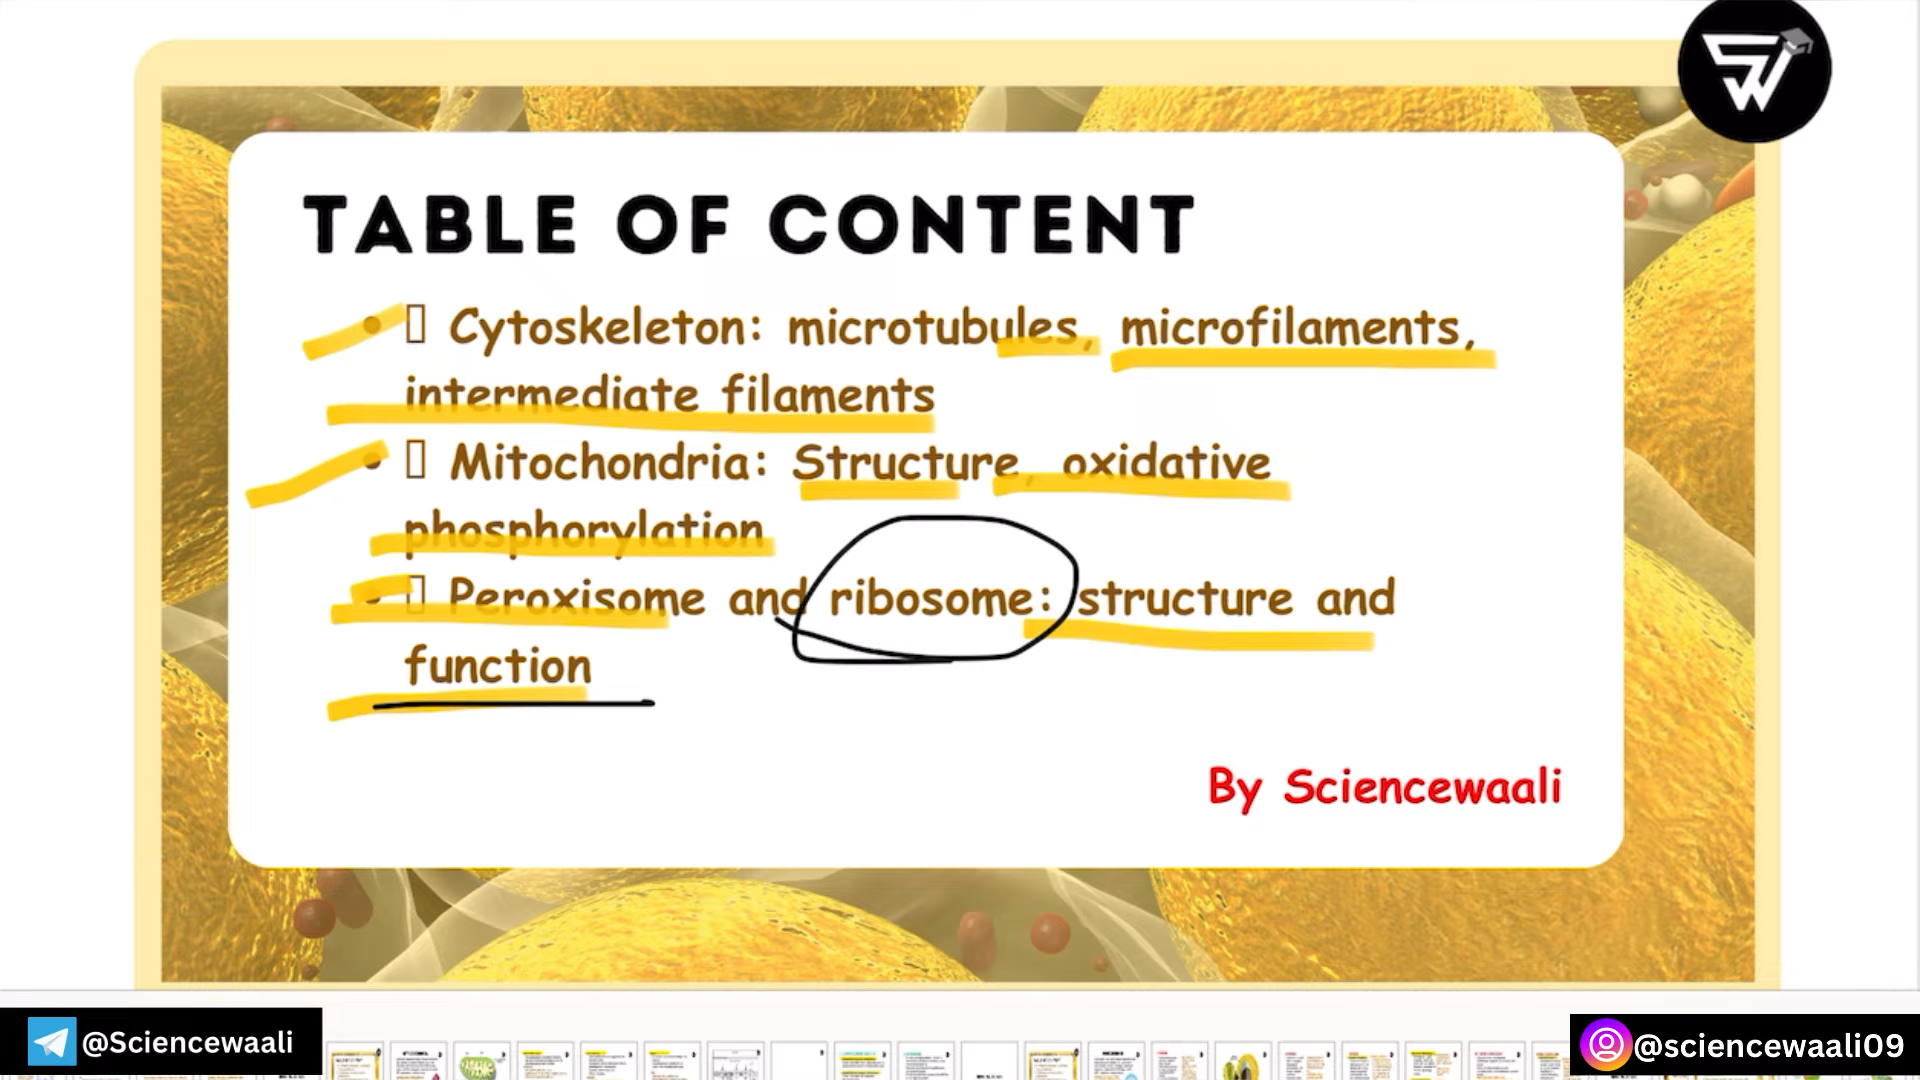 TABLE OF CONTENT
• Cytoskeleton: microtubules, microfilaments,
intermediate filaments
• Mitochondria: Structure, oxidative
phosphorylation
• Peroxisome and ribosome: structure and
function
By Sciencewaali
@Sciencewaali
@sciencewaali09